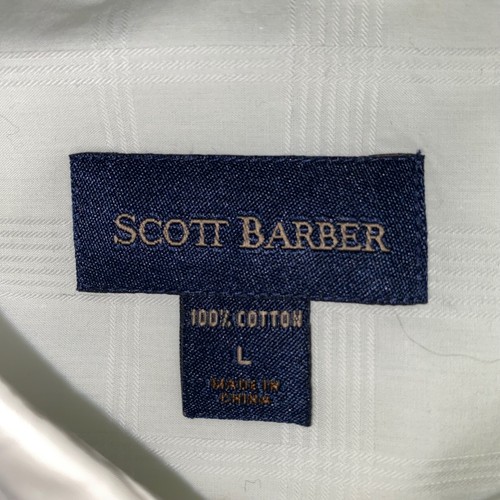 SCOTT BARBER
100% COTTON
L
MADE IN
CHINA